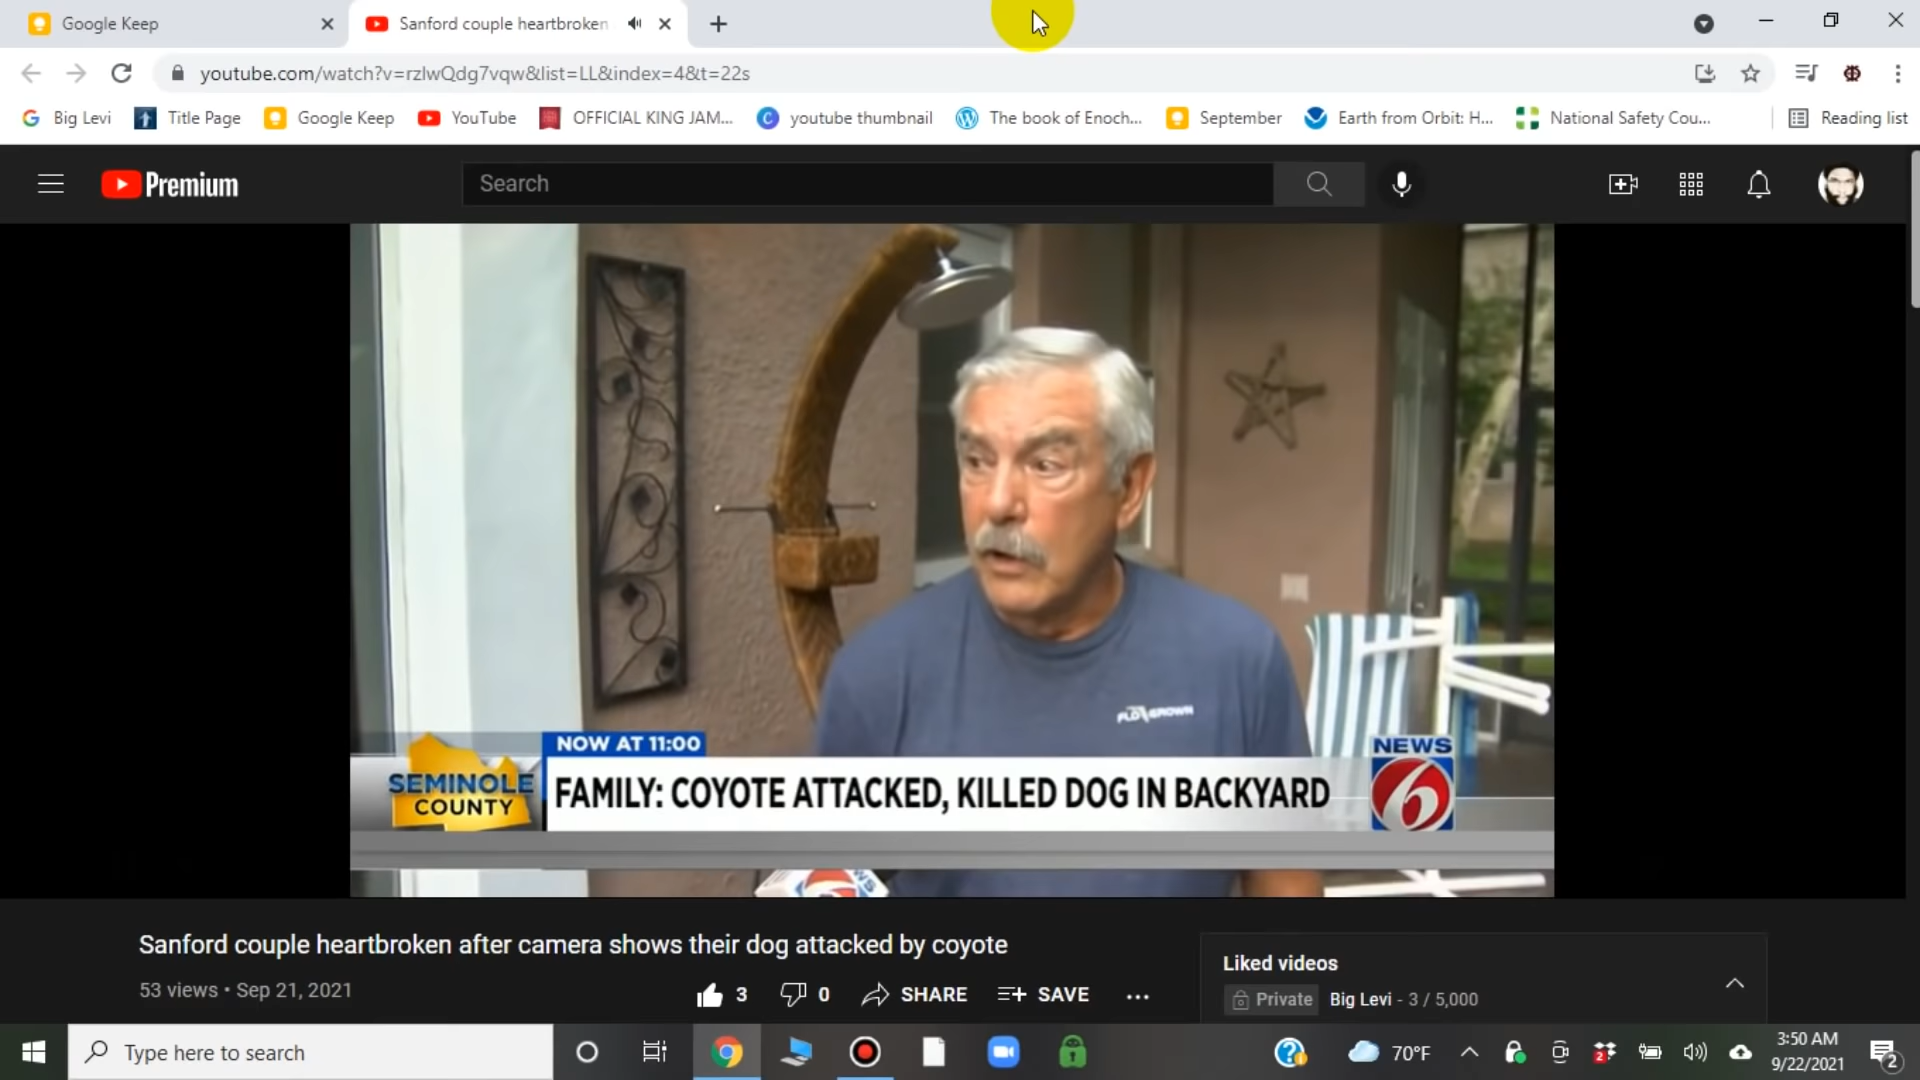 Google Keep
Sanford couple heartbroken
youtube.com/watch?v=rzlwQdg7vqw&list=LL&index=4&t=22s
Big Levi
Title Page
Google Keep
YouTube
OFFICIAL KING JAM...
youtube thumbnail
The book of Enoch...
September
Earth from Orbit: H...
National Safety Cou...
Reading list
Premium
Search
FLOGROWN
NOW AT 11:00
SEMINOLE
COUNTY
FAMILY: COYOTE ATTACKED, KILLED DOG IN BACKYARD
NEWS
6
Sanford couple heartbroken after camera shows their dog attacked by coyote
53 views • Sep 21, 2021
3
0
SHARE
SAVE
Liked videos
Private
Big Levi - 3 / 5,000
Type here to search
70°F
2
3:50 AM
9/22/2021
2